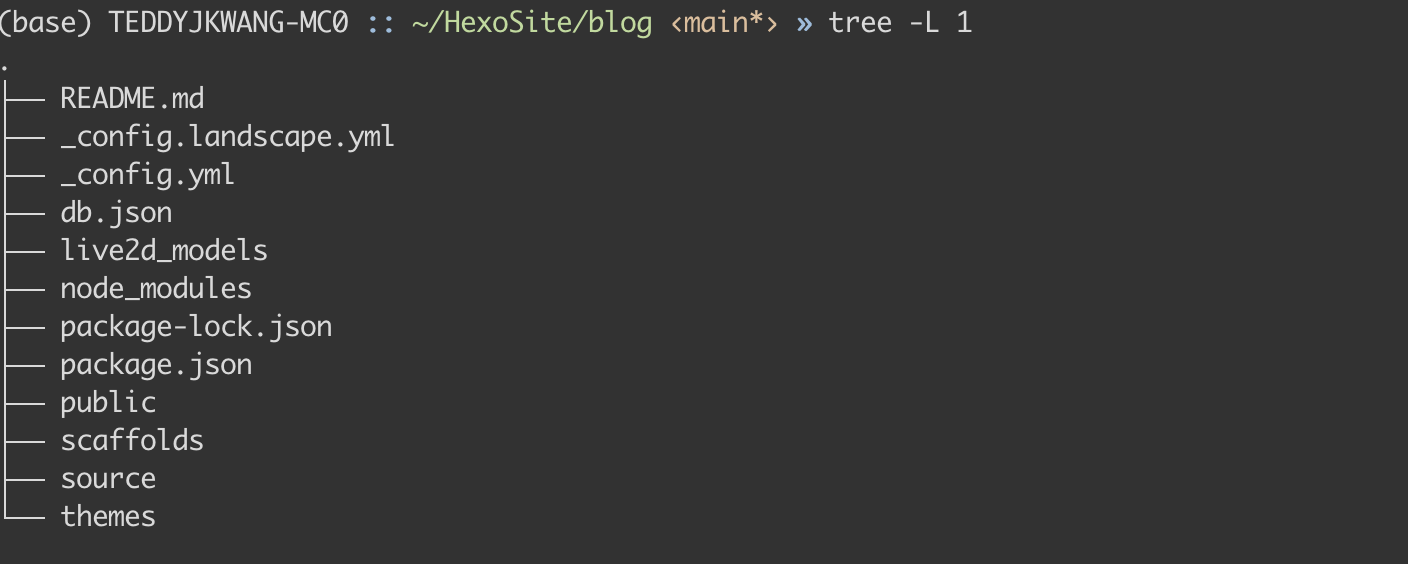 (base) TEDDYJKWANG-MC0 :: ~/HexoSite/blog ‹main*› » tree -L 1
.
├── README.md
├── _config.landscape.yml
├── _config.yml
├── db.json
├── live2d_models
├── node_modules
├── package-lock.json
├── package.json
├── public
├── scaffolds
├── source
└── themes